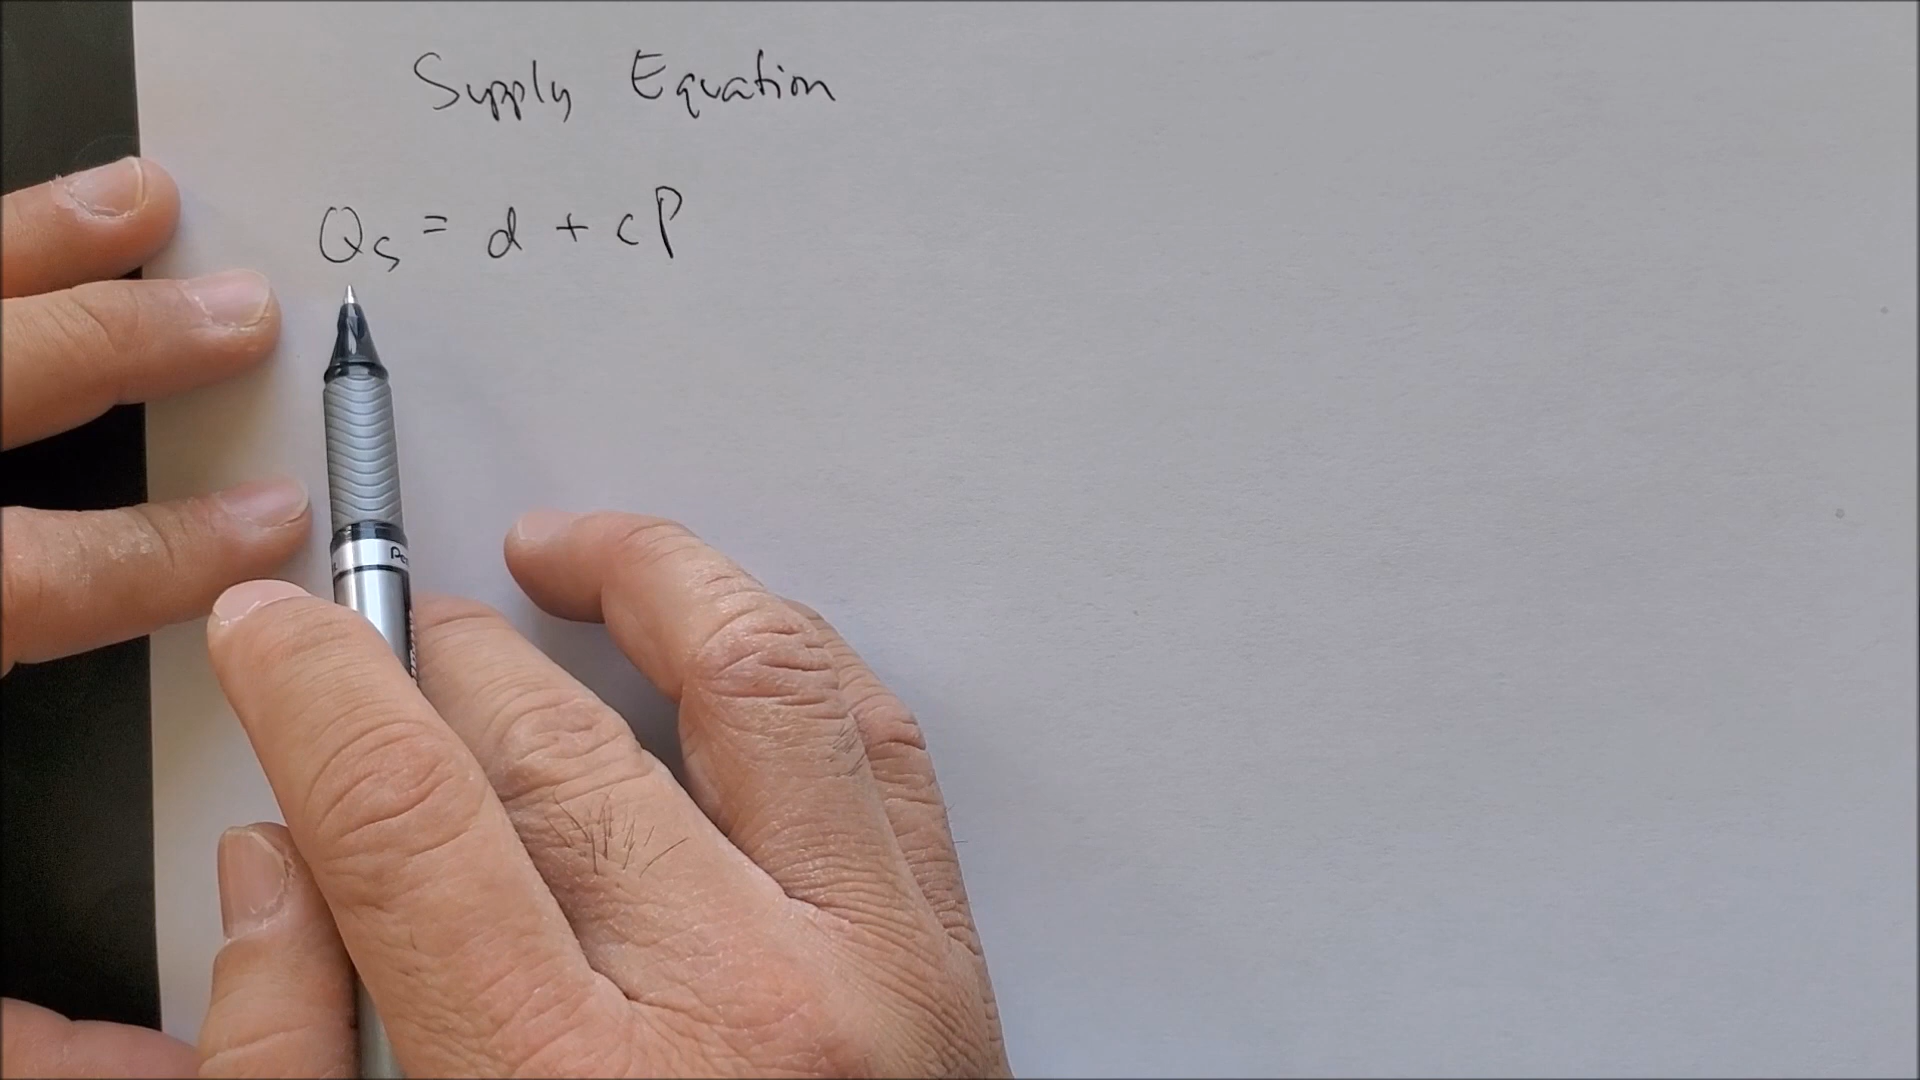 Supply Equation
Qs = d + cP